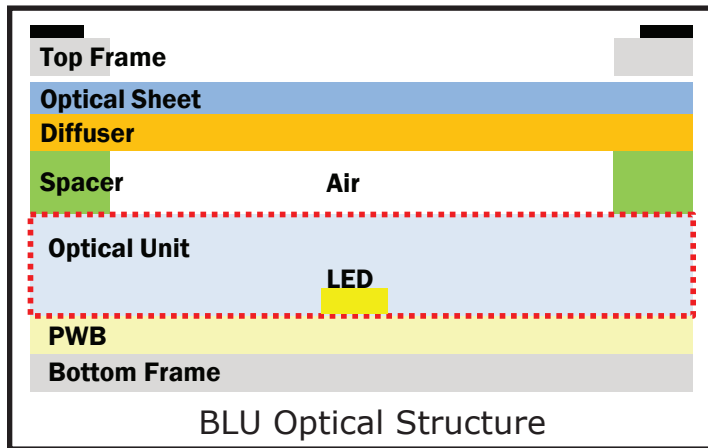 Top Frame
Optical Sheet
Diffuser
Spacer Air
Optical Unit
LED
PWB
Bottom Frame
BLU Optical Structure